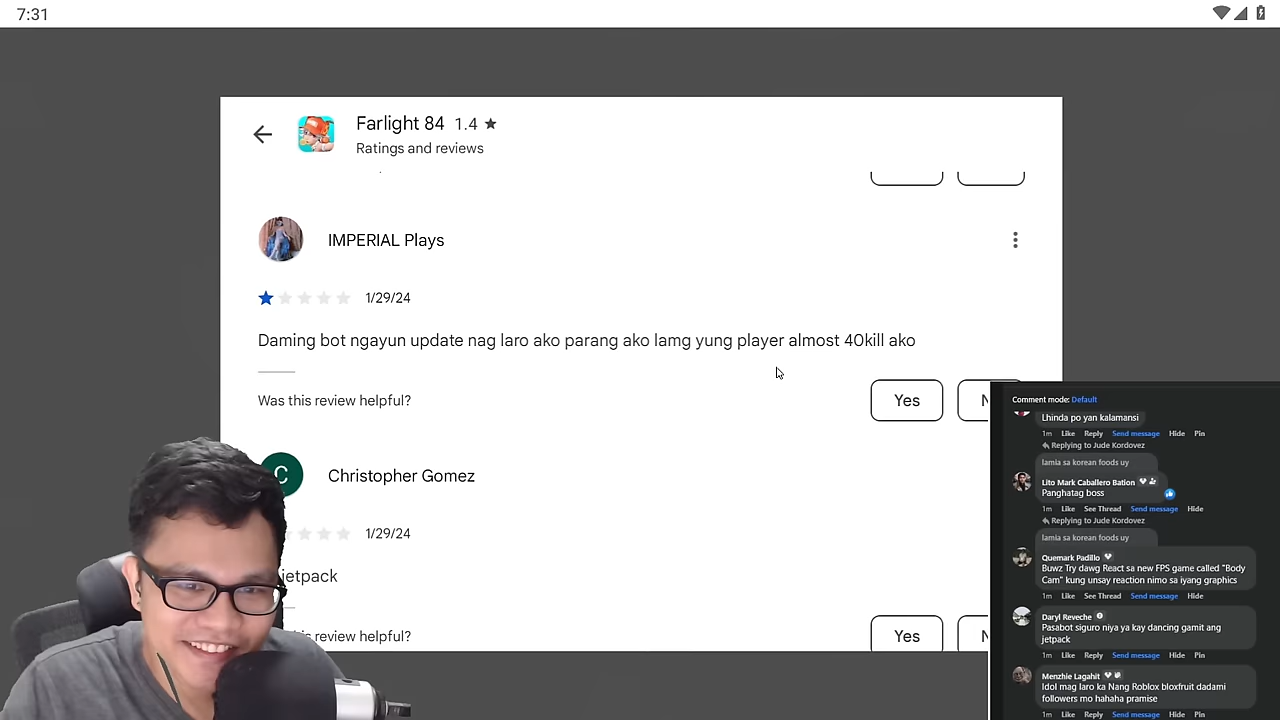 7:31
Farlight 84 1.4 ★
Ratings and reviews
IMPERIAL Plays
1/29/24
Daming bot ngayun update nag laro ako parang ako lamg yung player almost 40kill ako
Was this review helpful?
Yes
C
Christopher Gomez
1/29/24
jetpack
is review helpful?
Yes
Comment mode: Default
Lhinda po yan kalamansi
1m Like Reply Send message Hide Pin
Replying to Jude Kordovez
lamia sa korean foods uy
Lito Mark Caballero Bation
Panghatag boss
1m Like See Thread Send message Hide
Replying to Jude Kordovez
lamia sa korean foods uy
Quemark Padillo
Buwz Try dawg React sa new FPS game called "Body
Cam" kung unsay reaction nimo sa iyang graphics
1m Like See Thread Send message Hide
Daryl Reveche
Pasabot siguro niya ya kay dancing gamit ang
jetpack
1m Like Reply Send message Hide Pin
Menzhie Lagahit
Idol mag laro ka Nang Roblox bloxfruit dadami
followers mo hahaha pramise
1m Like Reply Send message Hide Pin